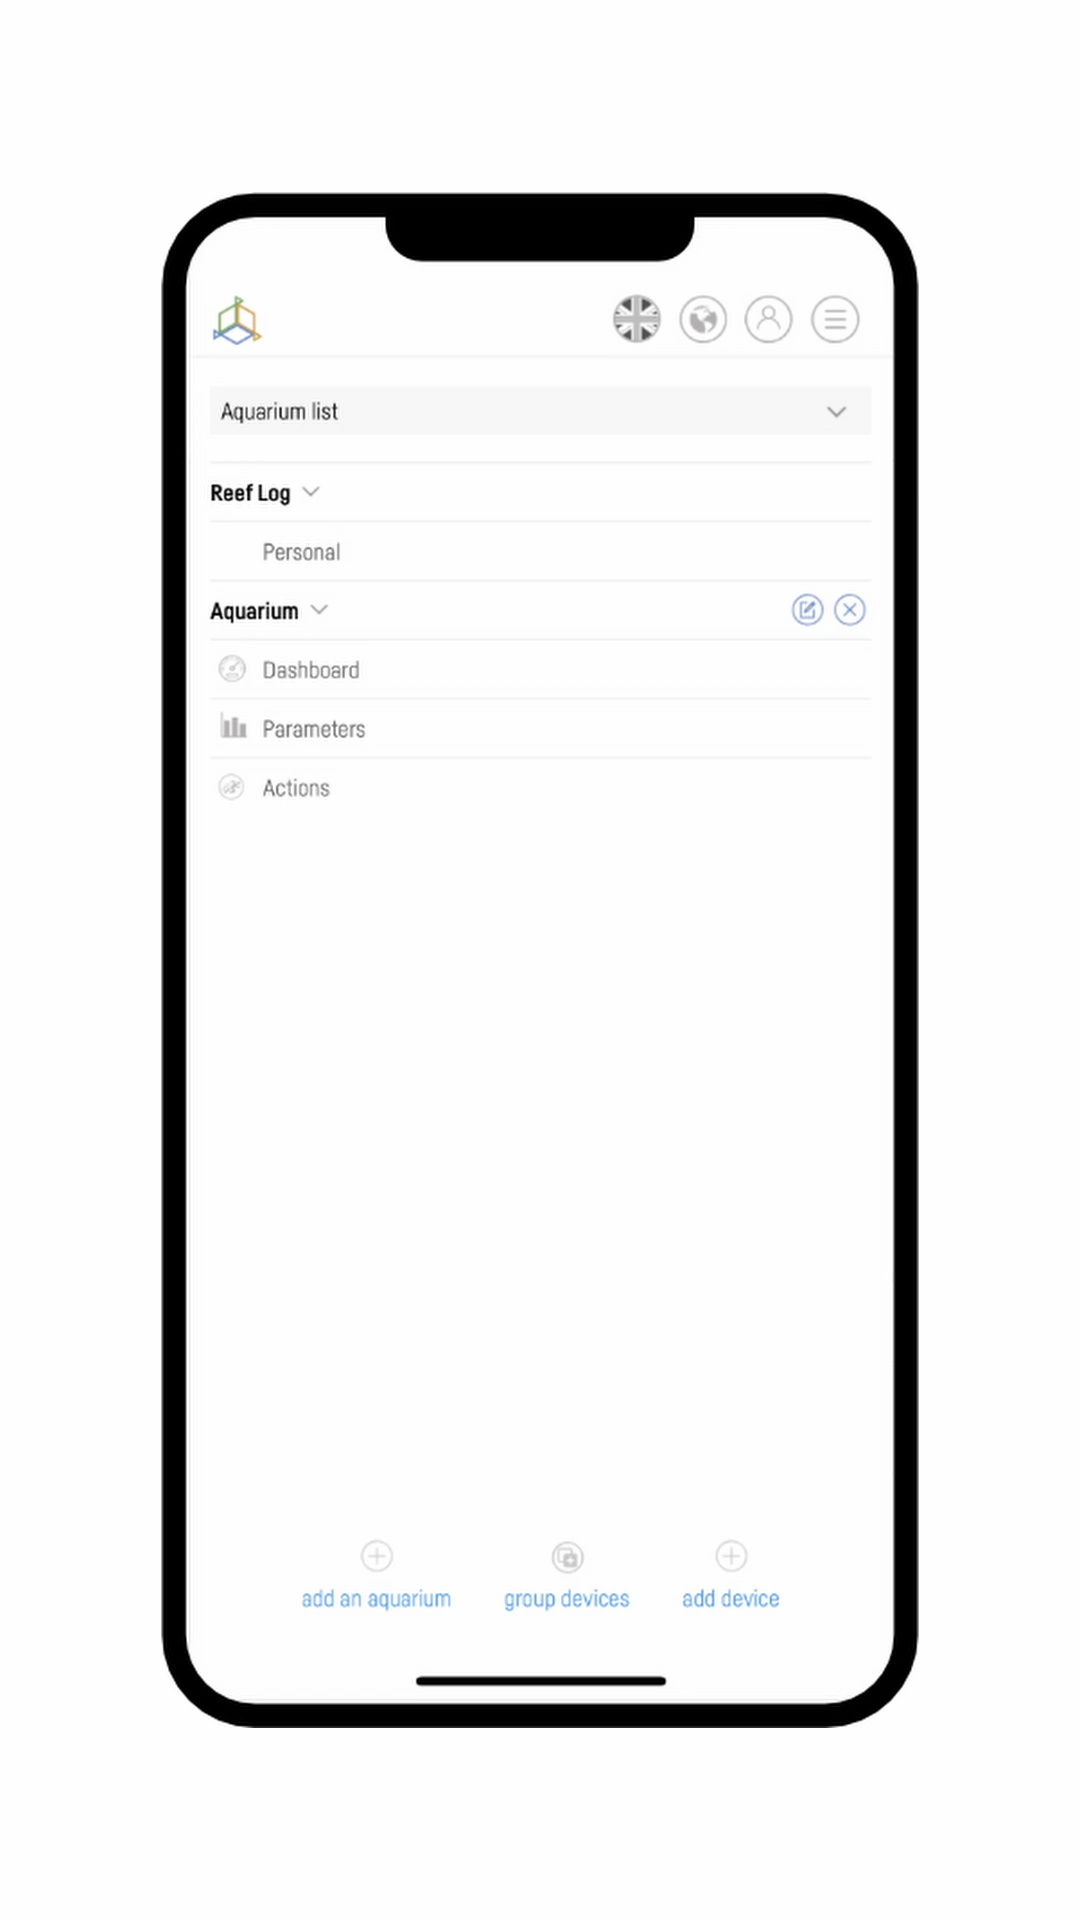 Aquarium list
Reef Log
Personal
Aquarium
Dashboard
Parameters
Actions
add an aquarium
group devices
add device